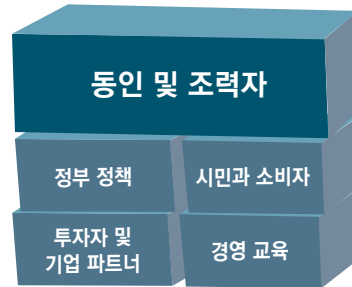 동인 및 조력자
정부 정책
시민과 소비자
투자자 및
기업 파트너
경영 교육